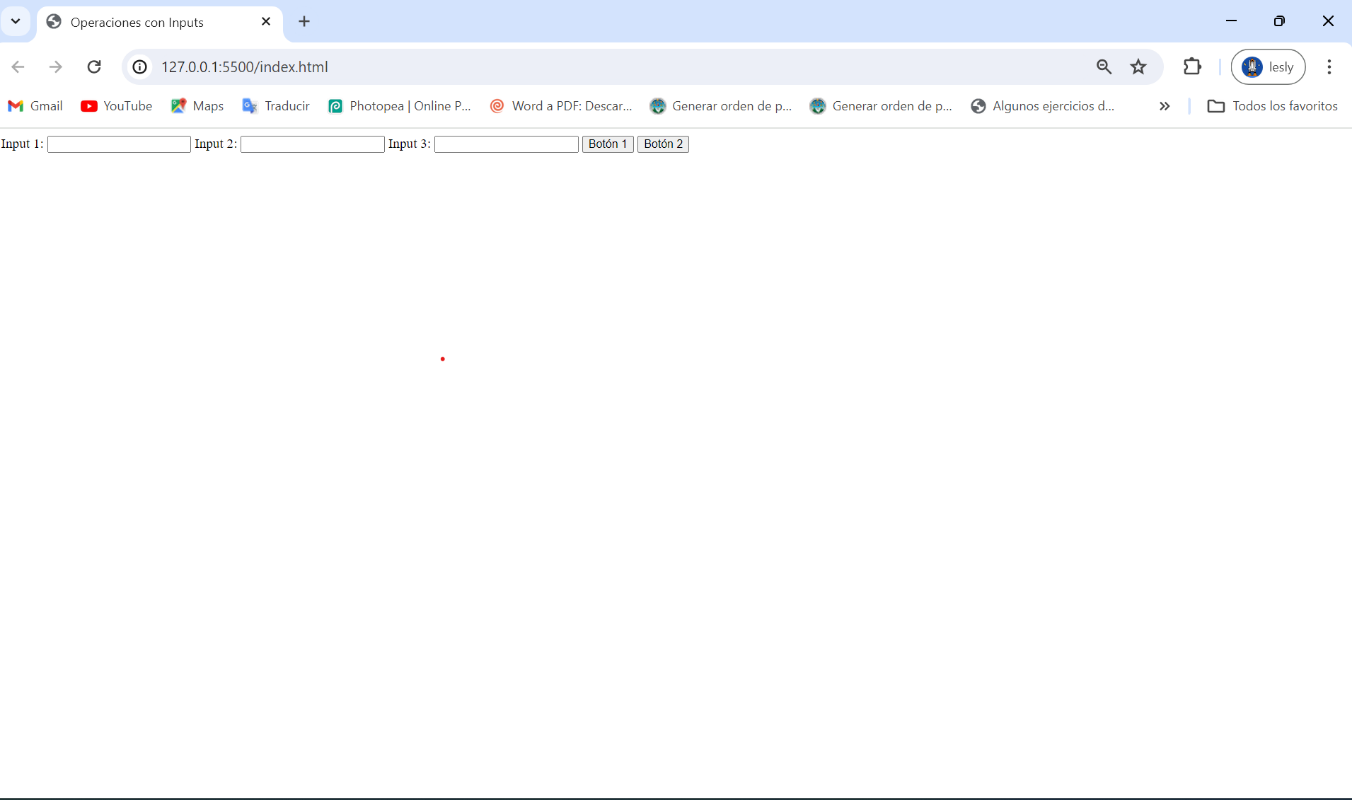 Operaciones con Inputs
127.0.0.1:5500/index.html
lesly
Gmail YouTube Maps Traducir Photopea | Online P... Word a PDF: Descar... Generar orden de p... Generar orden de p... Algunos ejercicios d... » Todos los favoritos
Input 1: Input 2: Input 3: Botón 1 Botón 2